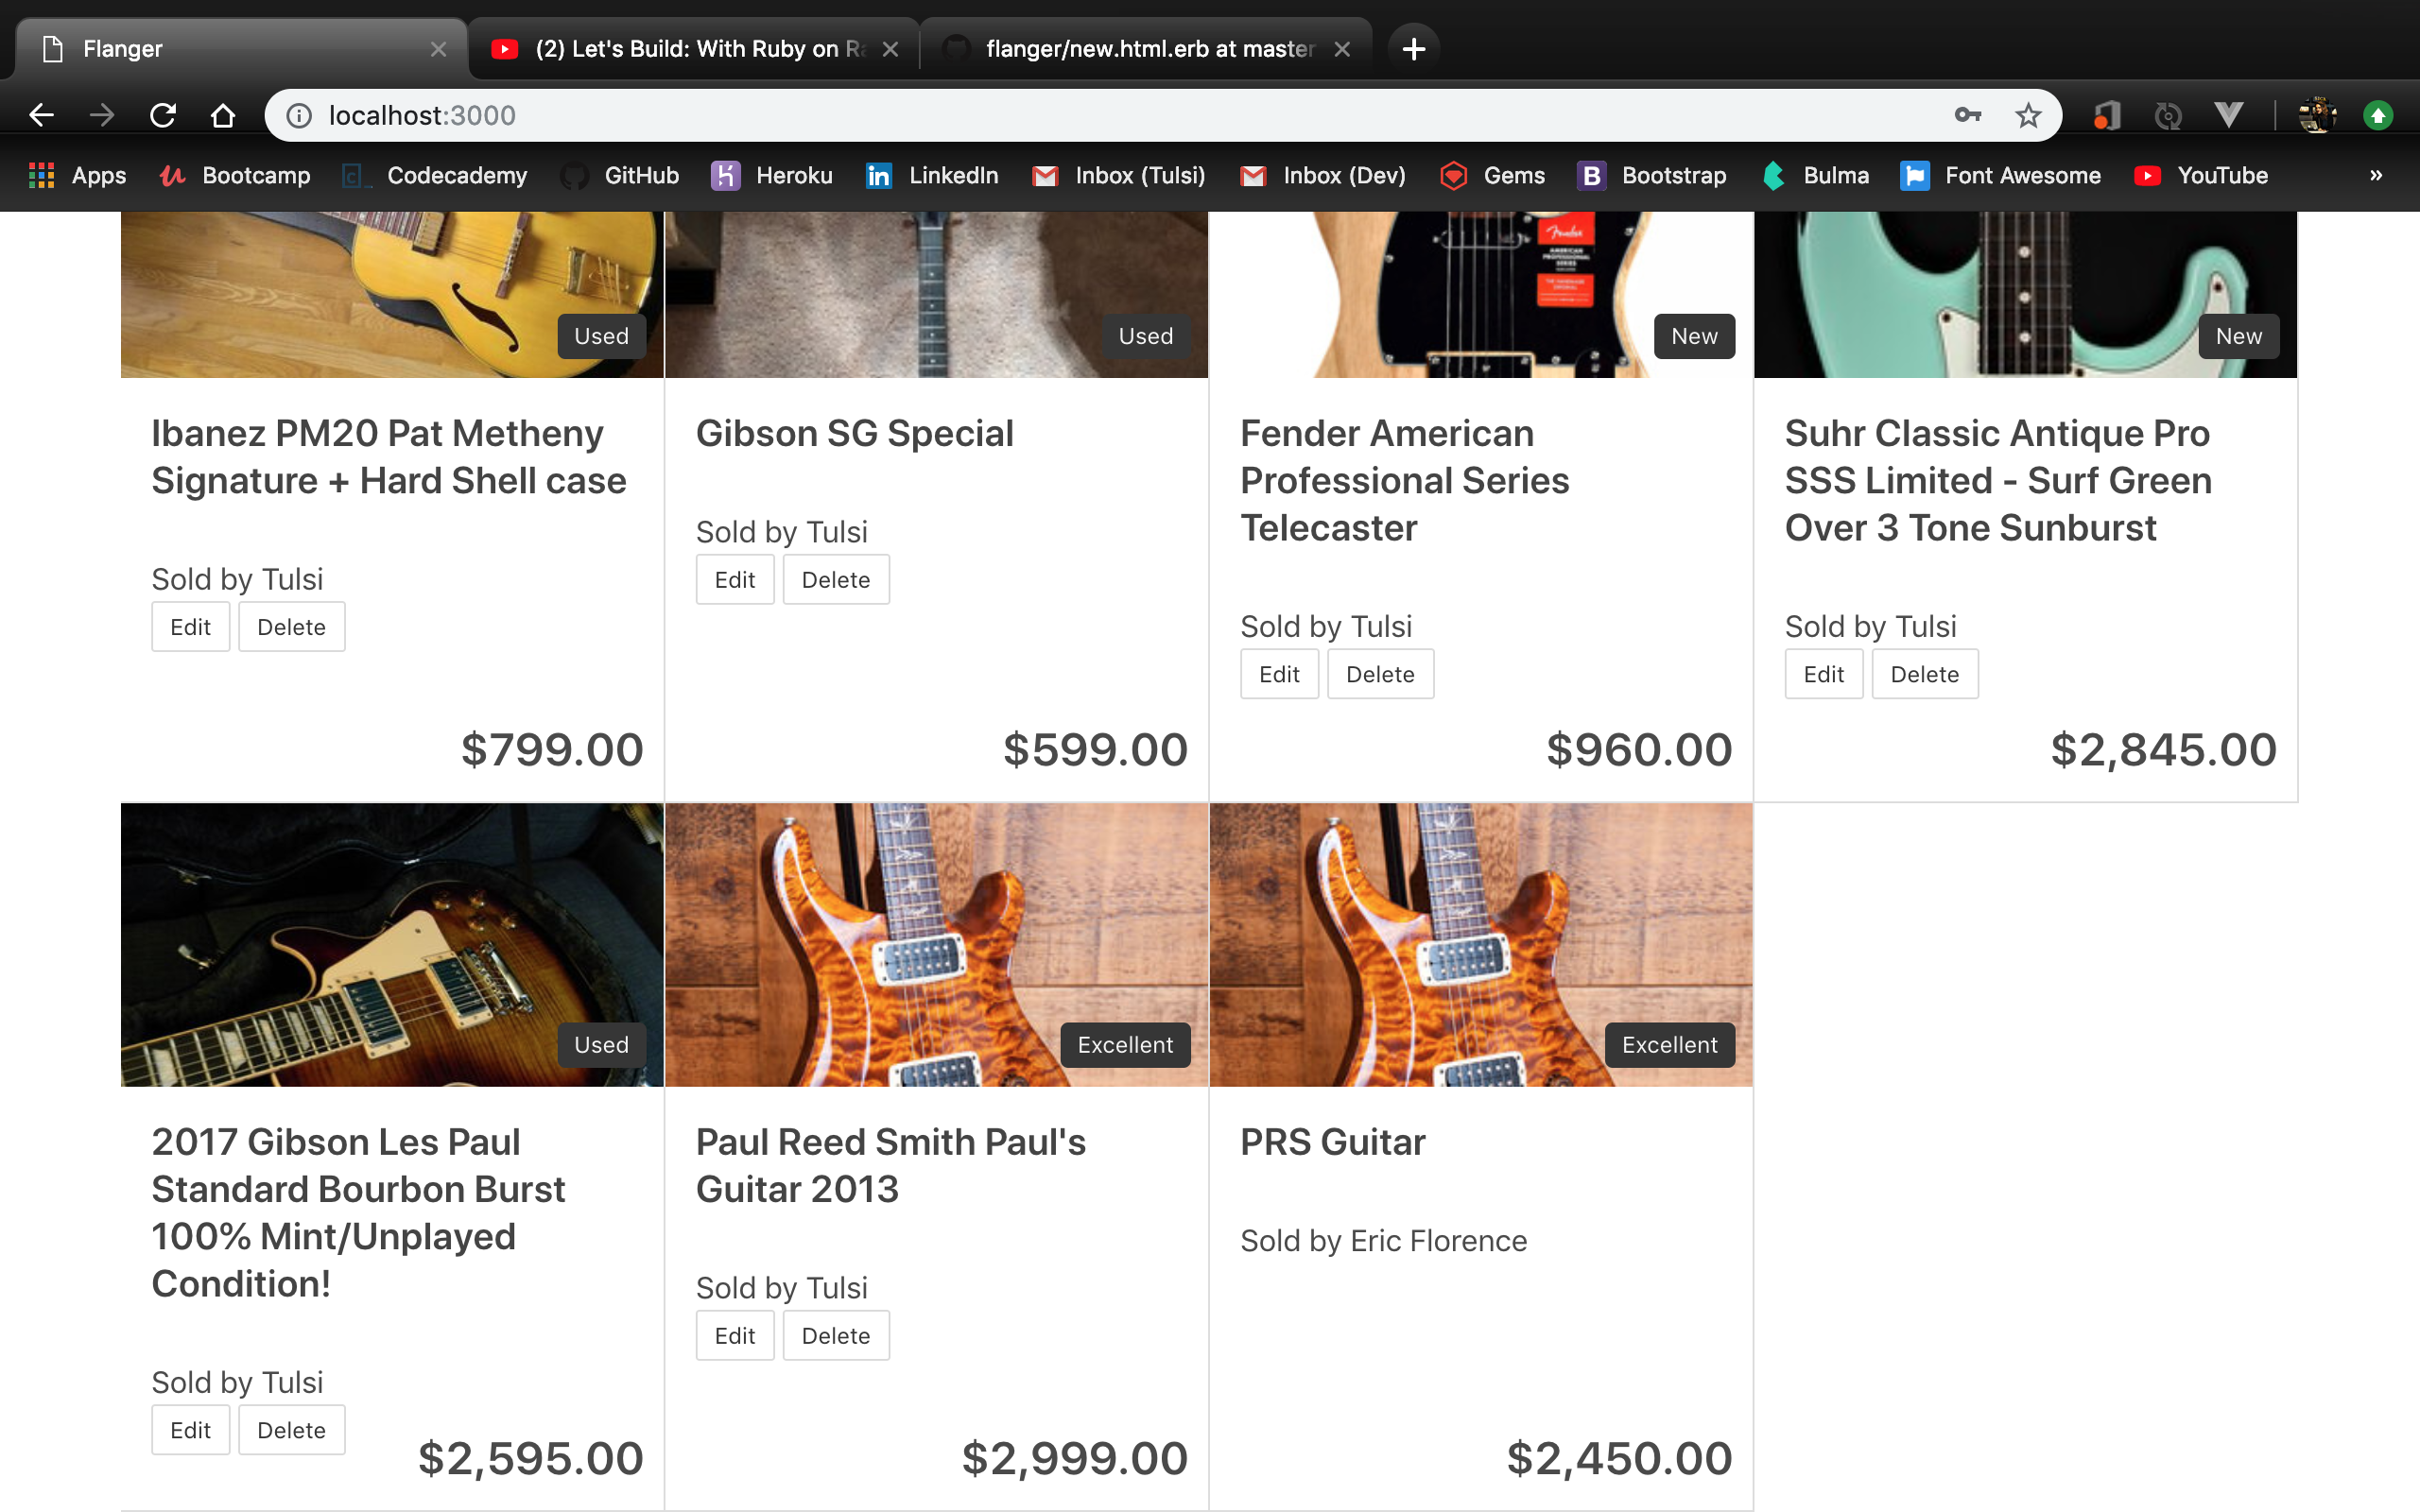 Flanger
(2) Let's Build: With Ruby on Ra
flanger/new.html.erb at master
localhost:3000
Apps
Bootcamp
Codecademy
GitHub
Heroku
LinkedIn
Inbox (Tulsi)
Inbox (Dev)
Gems
Bootstrap
Bulma
Font Awesome
YouTube
»
Used
Used
Fender
AMERICAN
PROFESSIONAL
SERIES
New
New
Ibanez PM20 Pat Metheny
Signature + Hard Shell case
Sold by Tulsi
Edit
Delete
$799.00
Gibson SG Special
Sold by Tulsi
Edit
Delete
$599.00
Fender American
Professional Series
Telecaster
Sold by Tulsi
Edit
Delete
$960.00
Suhr Classic Antique Pro
SSS Limited - Surf Green
Over 3 Tone Sunburst
Sold by Tulsi
Edit
Delete
$2,845.00
Used
2017 Gibson Les Paul
Standard Bourbon Burst
100% Mint/Unplayed
Condition!
Sold by Tulsi
Edit
Delete
$2,595.00
Excellent
Paul Reed Smith Paul's
Guitar 2013
Sold by Tulsi
Edit
Delete
$2,999.00
Excellent
PRS Guitar
Sold by Eric Florence
$2,450.00